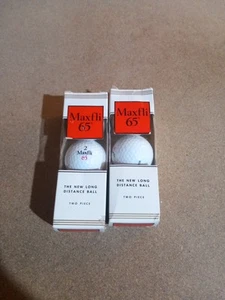 Maxfli
65
2
Maxfli
65
THE NEW LONG
DISTANCE BALL
TWO PIECE
Maxfli
65
THE NEW LONG
DISTANCE BALL
TWO PIECE